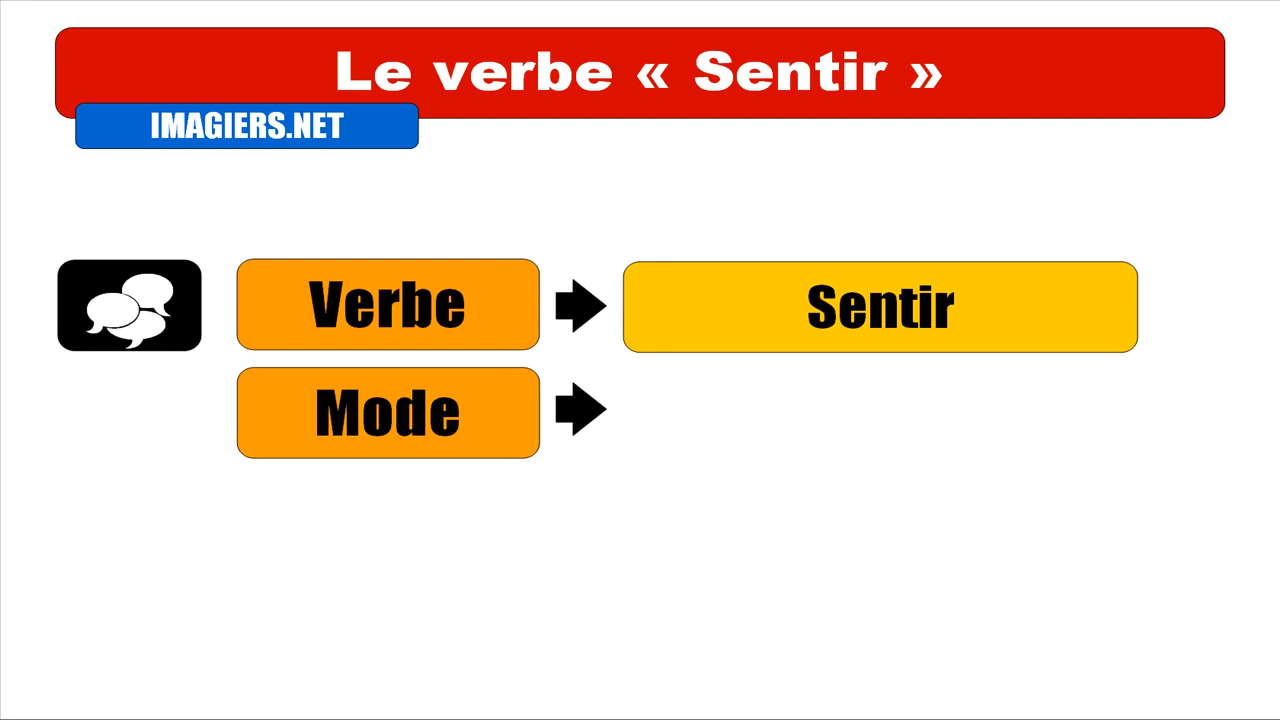 Le verbe « Sentir »
IMAGIERS.NET
Verbe
Sentir
Mode